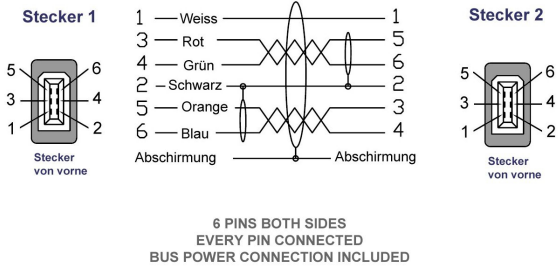 Stecker 1
Stecker 2
1 Weiss 1
3 Rot 5
4 Grün 6
2 Schwarz 2
5 Orange 3
6 Blau 4
Abschirmung Abschirmung
5 6
3 4
1 2
Stecker
von vorne
5 6
3 4
1 2
Stecker
von vorne
6 PINS BOTH SIDES
EVERY PIN CONNECTED
BUS POWER CONNECTION INCLUDED